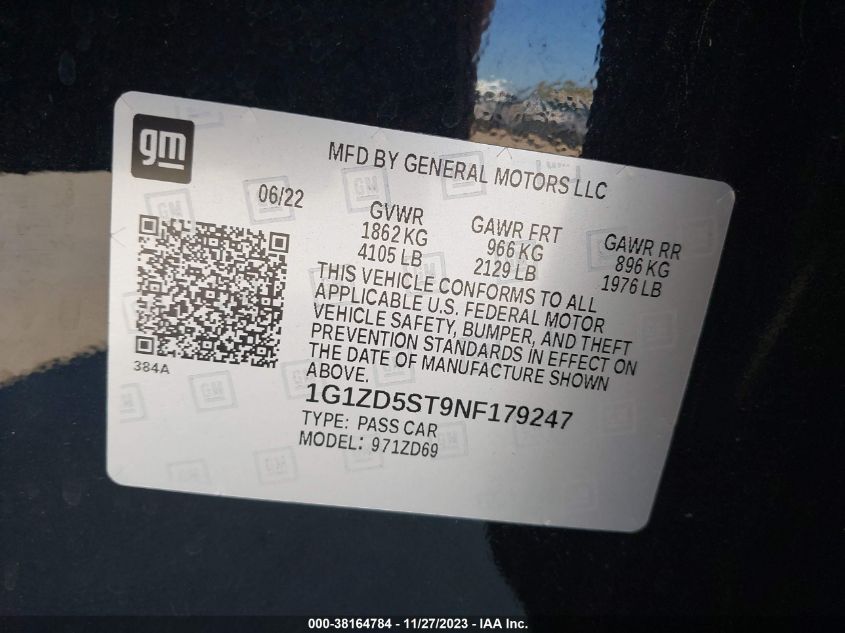 gm
MFD BY GENERAL MOTORS LLC
06/22
GVWR
1862 KG
4105 LB
GAWR FRT
966 KG
2129 LB
GAWR RR
896 KG
1976 LB
THIS VEHICLE CONFORMS TO ALL
APPLICABLE U.S. FEDERAL MOTOR
VEHICLE SAFETY, BUMPER, AND THEFT
PREVENTION STANDARDS IN EFFECT ON
THE DATE OF MANUFACTURE SHOWN
ABOVE.
384A
1G1ZD5ST9NF179247
TYPE: PASS CAR
MODEL: 971ZD69
000-38164784 - 11/27/2023 - IAA Inc.